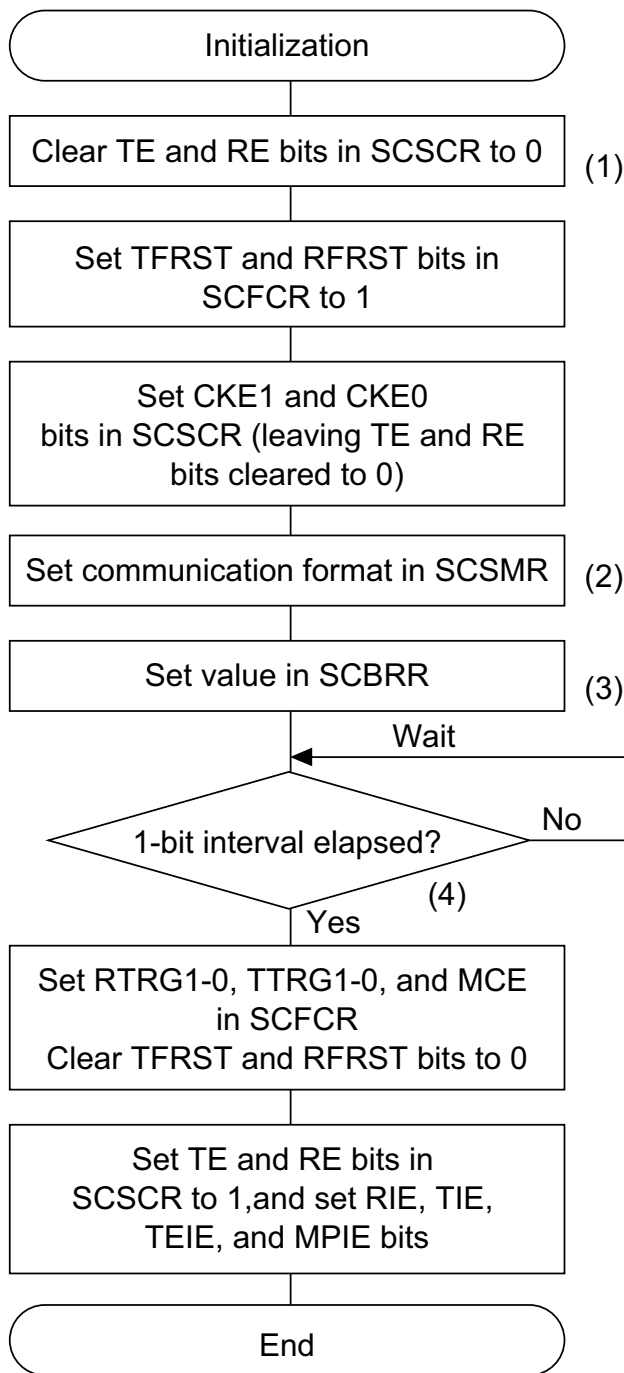 Initialization
Clear TE and RE bits in SCSCR to 0
(1)
Set TFRST and RFRST bits in
SCFCR to 1
Set CKE1 and CKE0
bits in SCSCR (leaving TE and RE
bits cleared to 0)
Set communication format in SCSMR
(2)
Set value in SCBRR
(3)
Wait
1-bit interval elapsed?
No
(4)
Yes
Set RTRG1-0, TTRG1-0, and MCE
in SCFCR
Clear TFRST and RFRST bits to 0
Set TE and RE bits in
SCSCR to 1,and set RIE, TIE,
TEIE, and MPIE bits
End